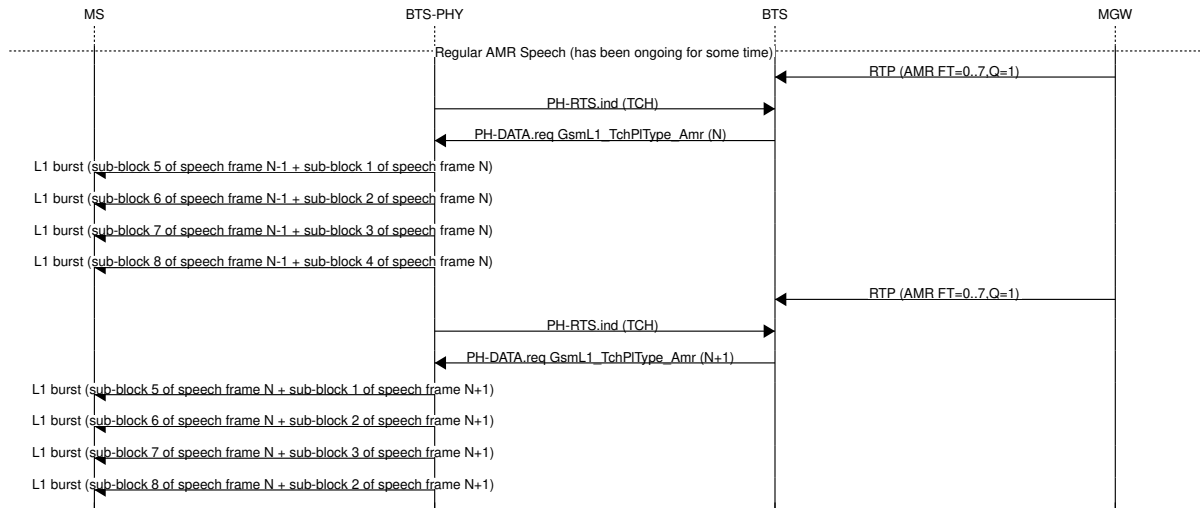 MS BTS-PHY BTS MGW
Regular AMR Speech (has been ongoing for some time)
RTP (AMR FT=0..7,Q=1)
PH-RTS.ind (TCH)
PH-DATA.req GsmL1_TchPlType_Amr (N)
L1 burst (sub-block 5 of speech frame N-1 + sub-block 1 of speech frame N)
L1 burst (sub-block 6 of speech frame N-1 + sub-block 2 of speech frame N)
L1 burst (sub-block 7 of speech frame N-1 + sub-block 3 of speech frame N)
L1 burst (sub-block 8 of speech frame N-1 + sub-block 4 of speech frame N)
RTP (AMR FT=0..7,Q=1)
PH-RTS.ind (TCH)
PH-DATA.req GsmL1_TchPlType_Amr (N+1)
L1 burst (sub-block 5 of speech frame N + sub-block 1 of speech frame N+1)
L1 burst (sub-block 6 of speech frame N + sub-block 2 of speech frame N+1)
L1 burst (sub-block 7 of speech frame N + sub-block 3 of speech frame N+1)
L1 burst (sub-block 8 of speech frame N + sub-block 2 of speech frame N+1)